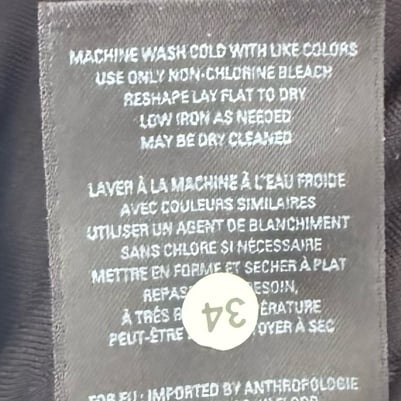 MACHINE WASH COLD WITH LIKE COLORS
USE ONLY NON-CHLORINE BLEACH
RESHAPE LAY FLAT TO DRY
LOW IRON AS NEEDED
MAY BE DRY CLEANED
LAVER À LA MACHINE À L'EAU FROIDE
AVEC COULEURS SIMILAIRES
UTILISER UN AGENT DE BLANCHIMENT
SANS CHLORE SI NÉCESSAIRE
METTRE EN FORME ET SECHER À PLAT
REPAS BESOIN,
À TRÉS B ÉRATURE
PEUT-ÊTRE OYER À SEC
34
FOR EU: IMPORTED BY ANTHROPOLOGIE